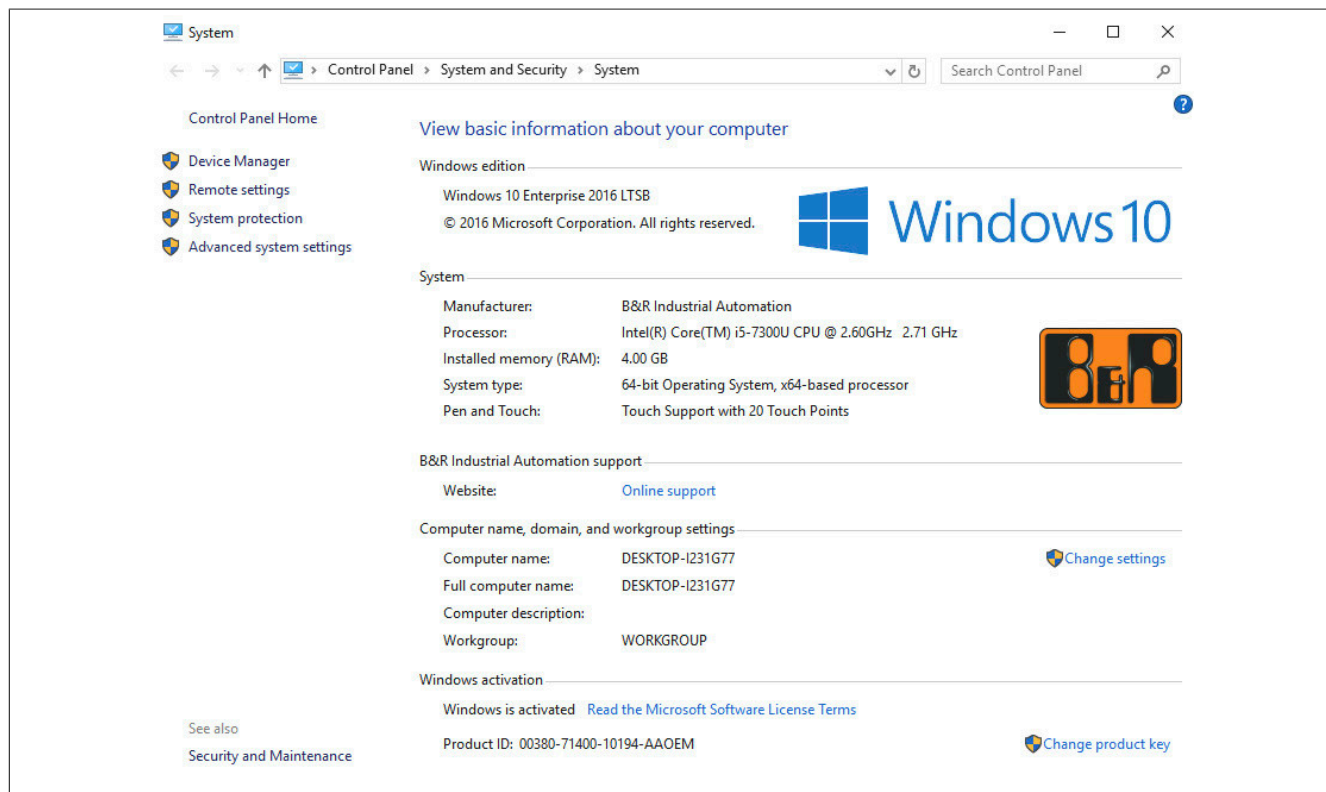 System
Control Panel > System and Security > System
Search Control Panel
?
Control Panel Home
Device Manager
Remote settings
System protection
Advanced system settings
View basic information about your computer
Windows edition
Windows 10 Enterprise 2016 LTSB
© 2016 Microsoft Corporation. All rights reserved.
Windows 10
System
Manufacturer: B&R Industrial Automation
Processor: Intel(R) Core(TM) i5-7300U CPU @ 2.60GHz 2.71 GHz
Installed memory (RAM): 4.00 GB
System type: 64-bit Operating System, x64-based processor
Pen and Touch: Touch Support with 20 Touch Points
B&R
B&R Industrial Automation support
Website: Online support
Computer name, domain, and workgroup settings
Computer name: DESKTOP-I231G77
Change settings
Full computer name: DESKTOP-I231G77
Computer description:
Workgroup: WORKGROUP
Windows activation
Windows is activated Read the Microsoft Software License Terms
Product ID: 00380-71400-10194-AAOEM
Change product key
See also
Security and Maintenance